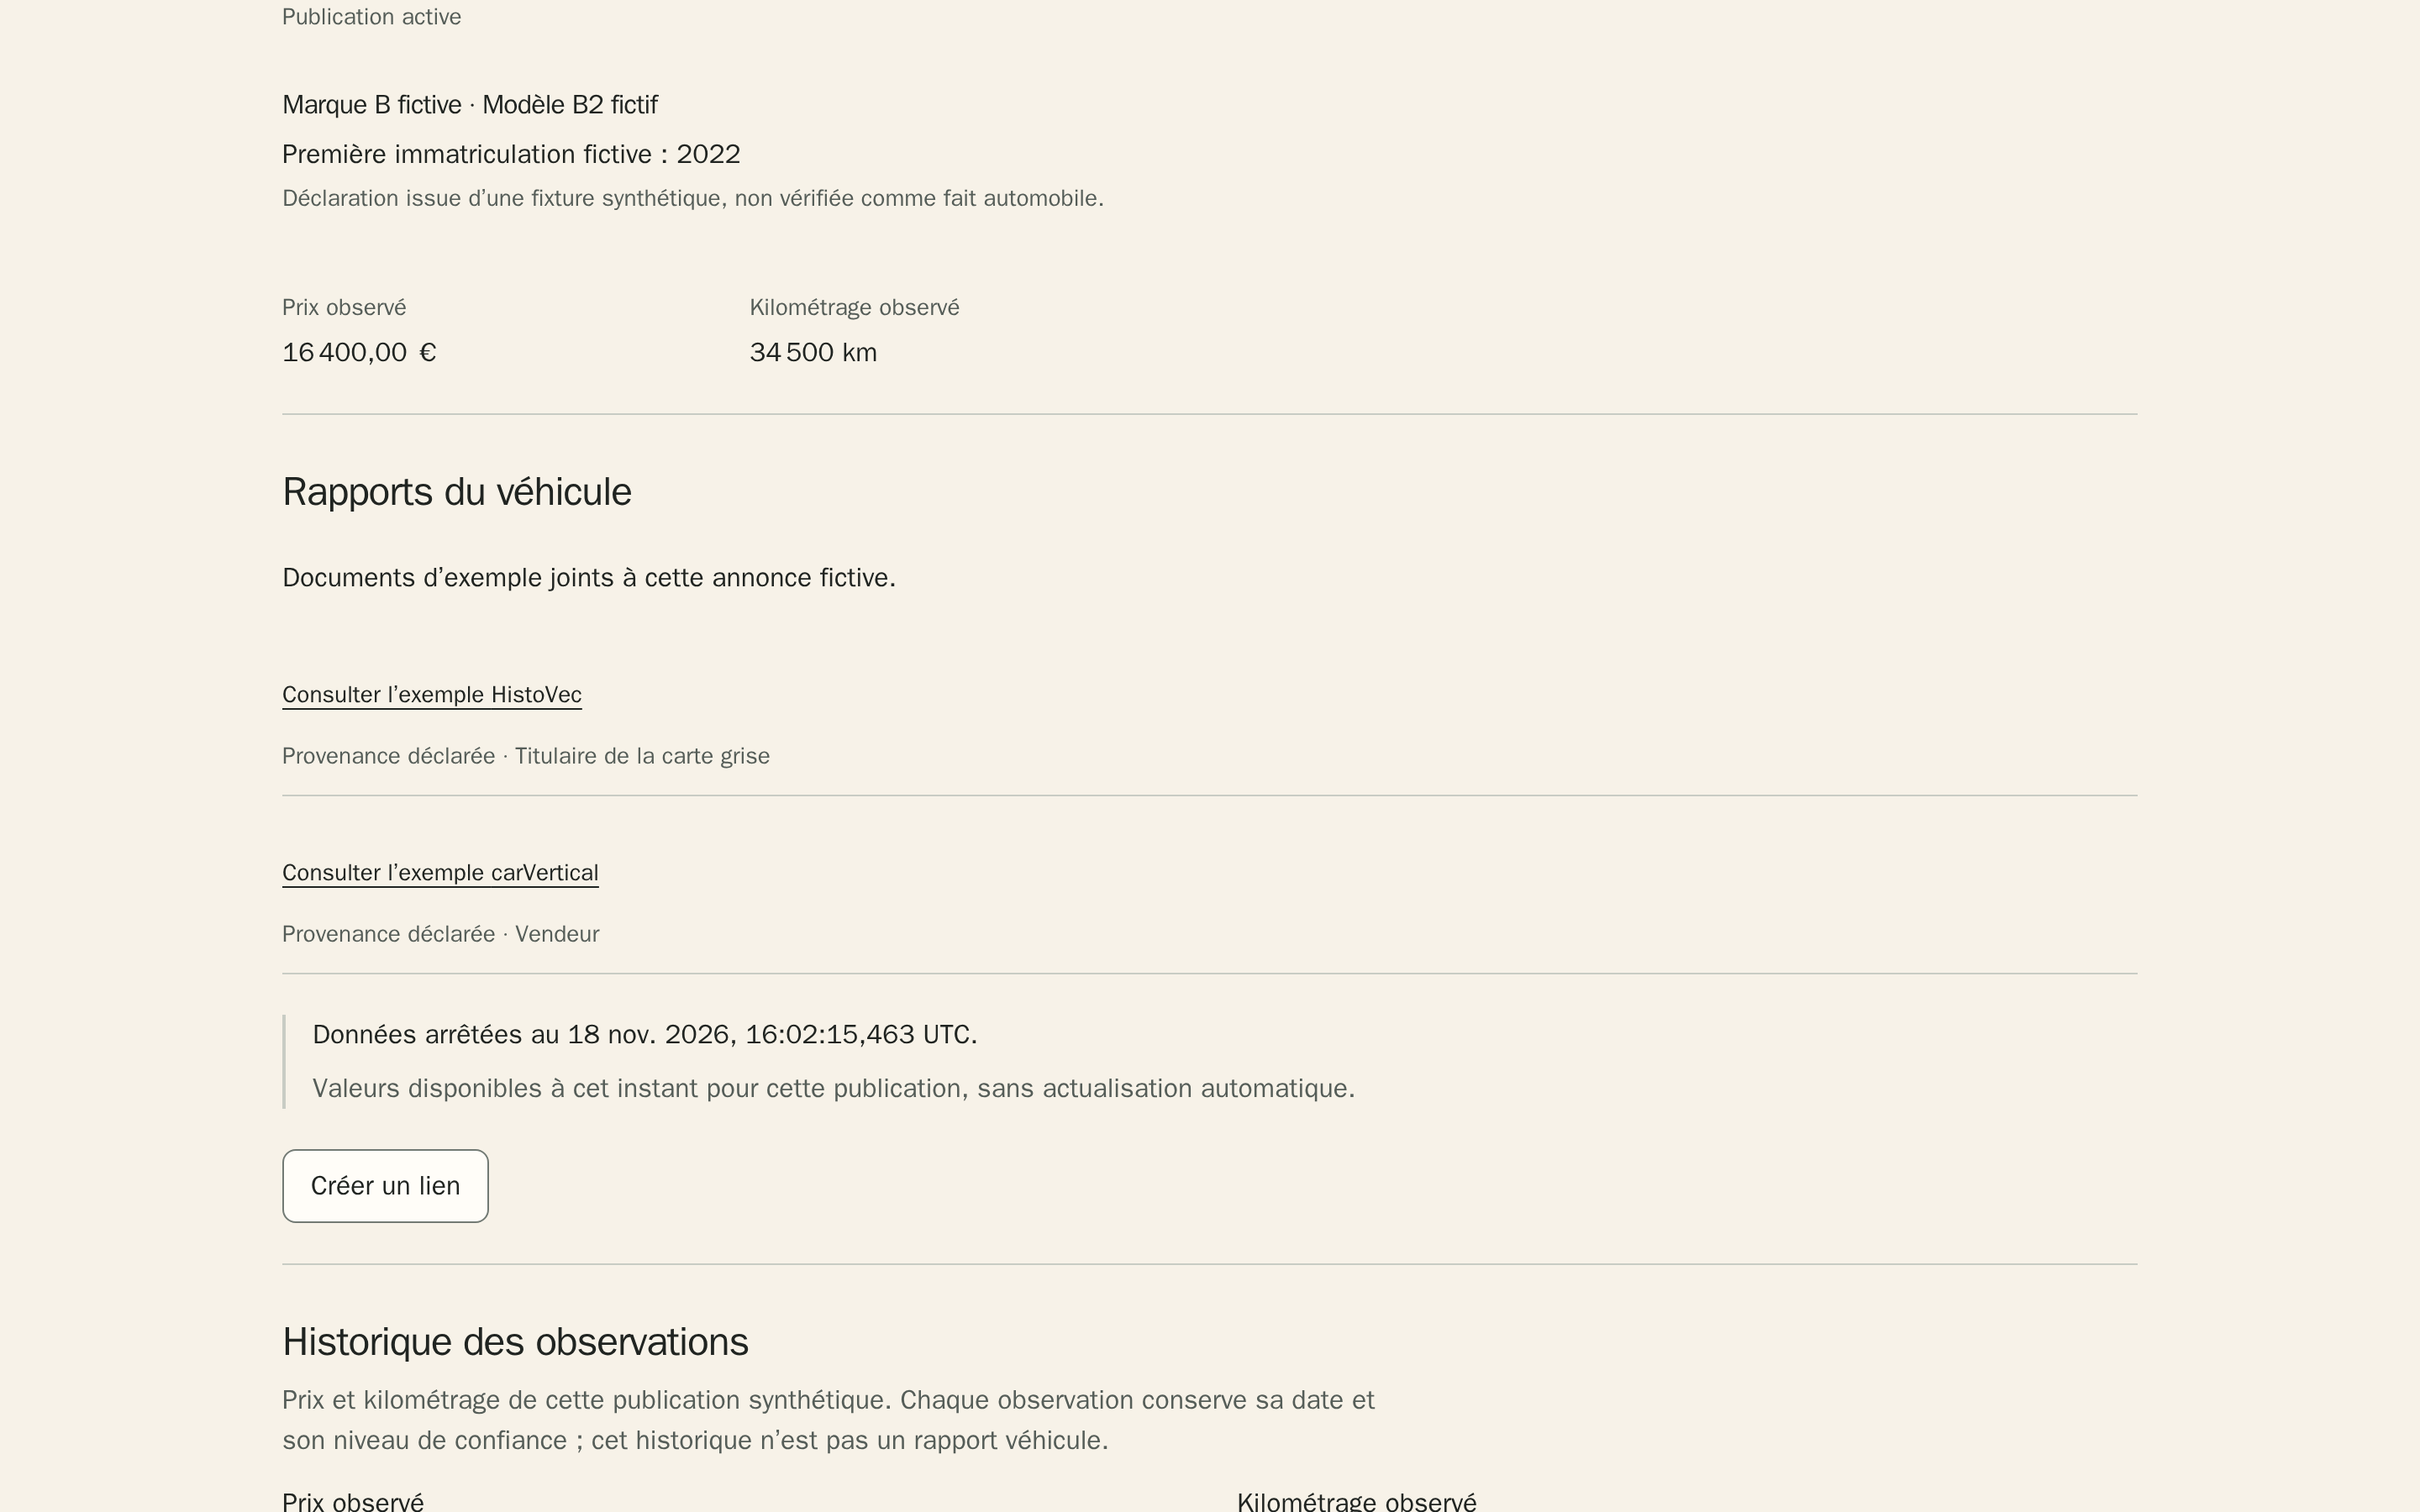 Publication active
Marque B fictive · Modèle B2 fictif
Première immatriculation fictive : 2022
Déclaration issue d’une fixture synthétique, non vérifiée comme fait automobile.
Prix observé
Kilométrage observé
16 400,00 €
34 500 km
Rapports du véhicule
Documents d’exemple joints à cette annonce fictive.
Consulter l’exemple HistoVec
Provenance déclarée · Titulaire de la carte grise
Consulter l’exemple carVertical
Provenance déclarée · Vendeur
Données arrêtées au 18 nov. 2026, 16:02:15,463 UTC.
Valeurs disponibles à cet instant pour cette publication, sans actualisation automatique.
Créer un lien
Historique des observations
Prix et kilométrage de cette publication synthétique. Chaque observation conserve sa date et
son niveau de confiance ; cet historique n’est pas un rapport véhicule.
Prix observé
Kilométrage observé